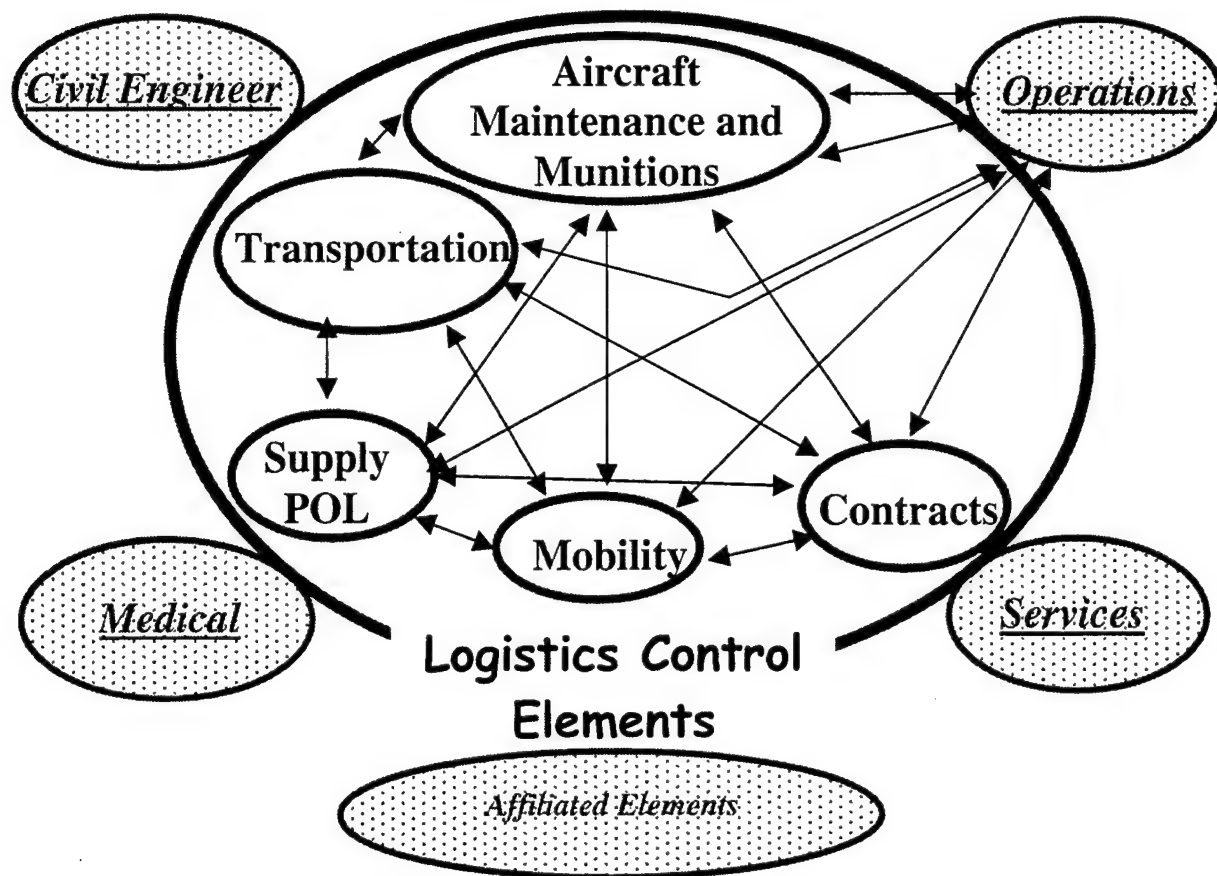 Civil Engineer
Aircraft
Maintenance and
Munitions
Operations
Transportation
Supply
POL
Mobility
Contracts
Medical
Services
Logistics Control
Elements
Affiliated Elements